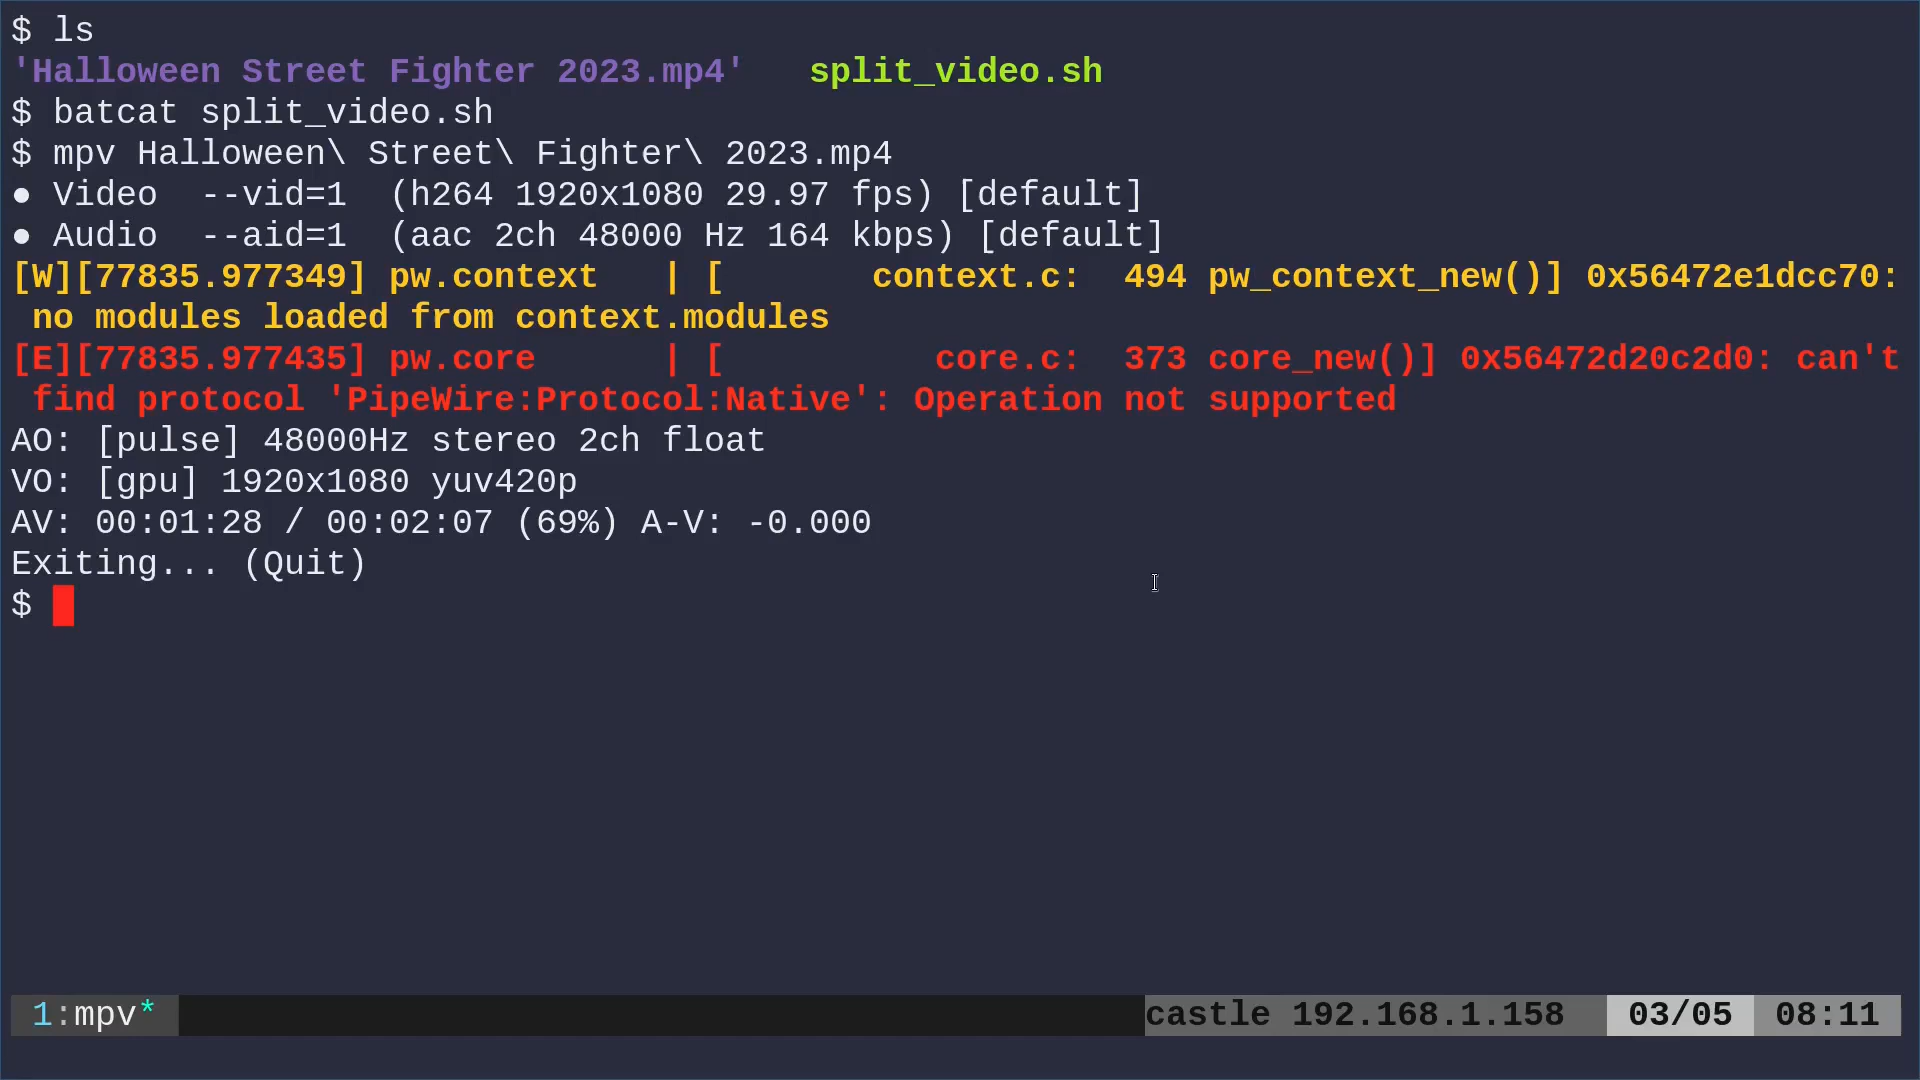 $ ls
'Halloween Street Fighter 2023.mp4'   split_video.sh
$ batcat split_video.sh
$ mpv Halloween\ Street\ Fighter\ 2023.mp4
● Video  --vid=1  (h264 1920x1080 29.97 fps) [default]
● Audio  --aid=1  (aac 2ch 48000 Hz 164 kbps) [default]
[W][77835.977349] pw.context   | [       context.c:  494 pw_context_new()] 0x56472e1dcc70:
 no modules loaded from context.modules
[E][77835.977435] pw.core      | [          core.c:  373 core_new()] 0x56472d20c2d0: can't
 find protocol 'PipeWire:Protocol:Native': Operation not supported
AO: [pulse] 48000Hz stereo 2ch float
VO: [gpu] 1920x1080 yuv420p
AV: 00:01:28 / 00:02:07 (69%) A-V: -0.000
Exiting... (Quit)
$
1:mpv* castle 192.168.1.158 03/05 08:11